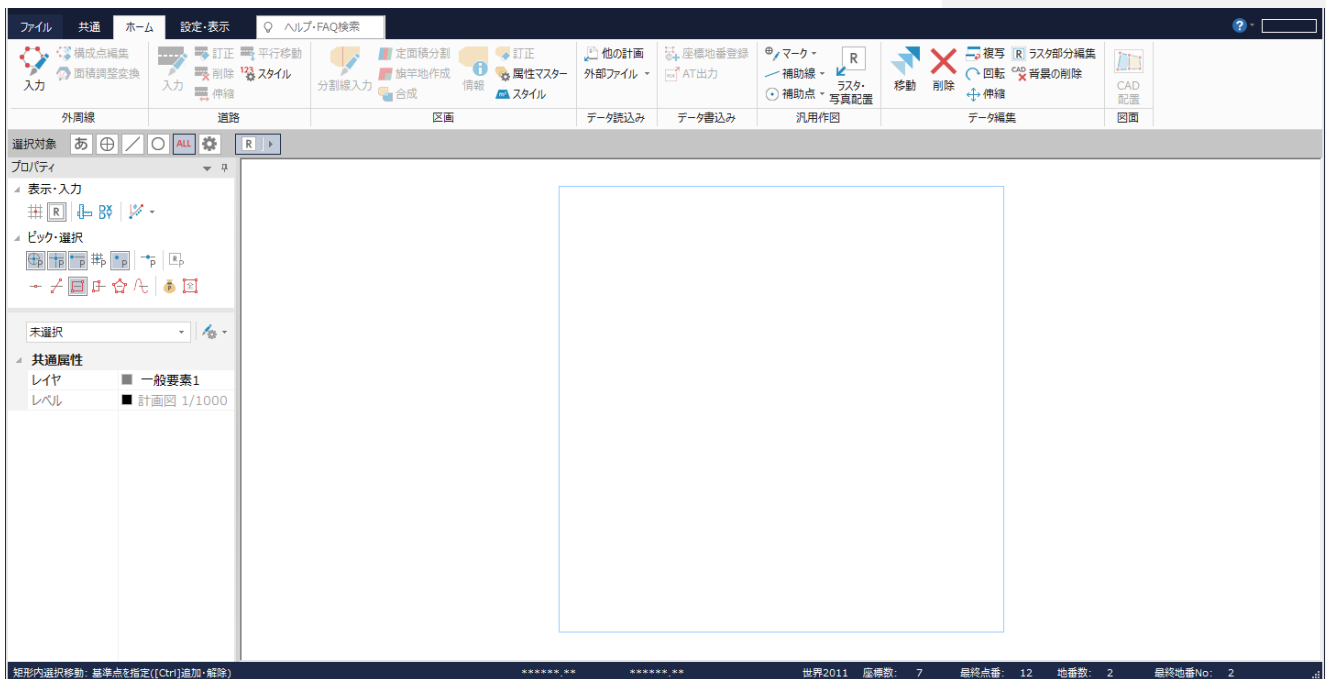 ファイル 共通 ホーム 設定・表示 ヘルプ・FAQ検索 ?
構成点編集 訂正 平行移動 定面積分割 訂正 他の計画 座標地番登録 マーク R 複写 R ラスタ部分編集
面積調整変換 削除 123 スタイル 旗竿地作成 属性マスター 外部ファイル AT出力 補助線 回転 CAD 背景の削除
入力 入力 伸縮 分割線入力 合成 情報 スタイル 補助点 ラスタ・写真配置 移動 削除 伸縮 CAD配置
外周線 道路 区画 データ読込み データ書込み 汎用作図 データ編集 図面
選択対象 あ ALL R
プロパティ
表示・入力
R DX DY
ピック・選択
P P P P P P R P
P 全
未選択
共通属性
レイヤ 一般要素1
レベル 計画図 1/1000
矩形内選択移動: 基準点を指定([Ctrl]追加・解除) ******.** ******.** 世界2011 座標数: 7 最終点番: 12 地番数: 2 最終地番No: 2